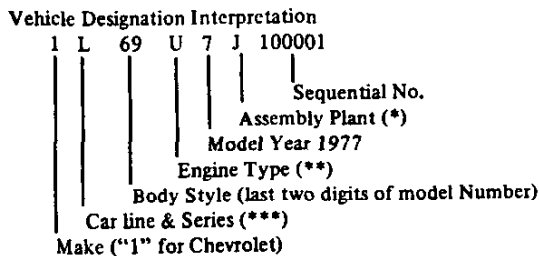 Vehicle Designation Interpretation
1 L 69 U 7 J 100001
Sequential No.
Assembly Plant (*)
Model Year 1977
Engine Type (**)
Body Style (last two digits of model Number)
Car line & Series (***)
Make ("1" for Chevrolet)